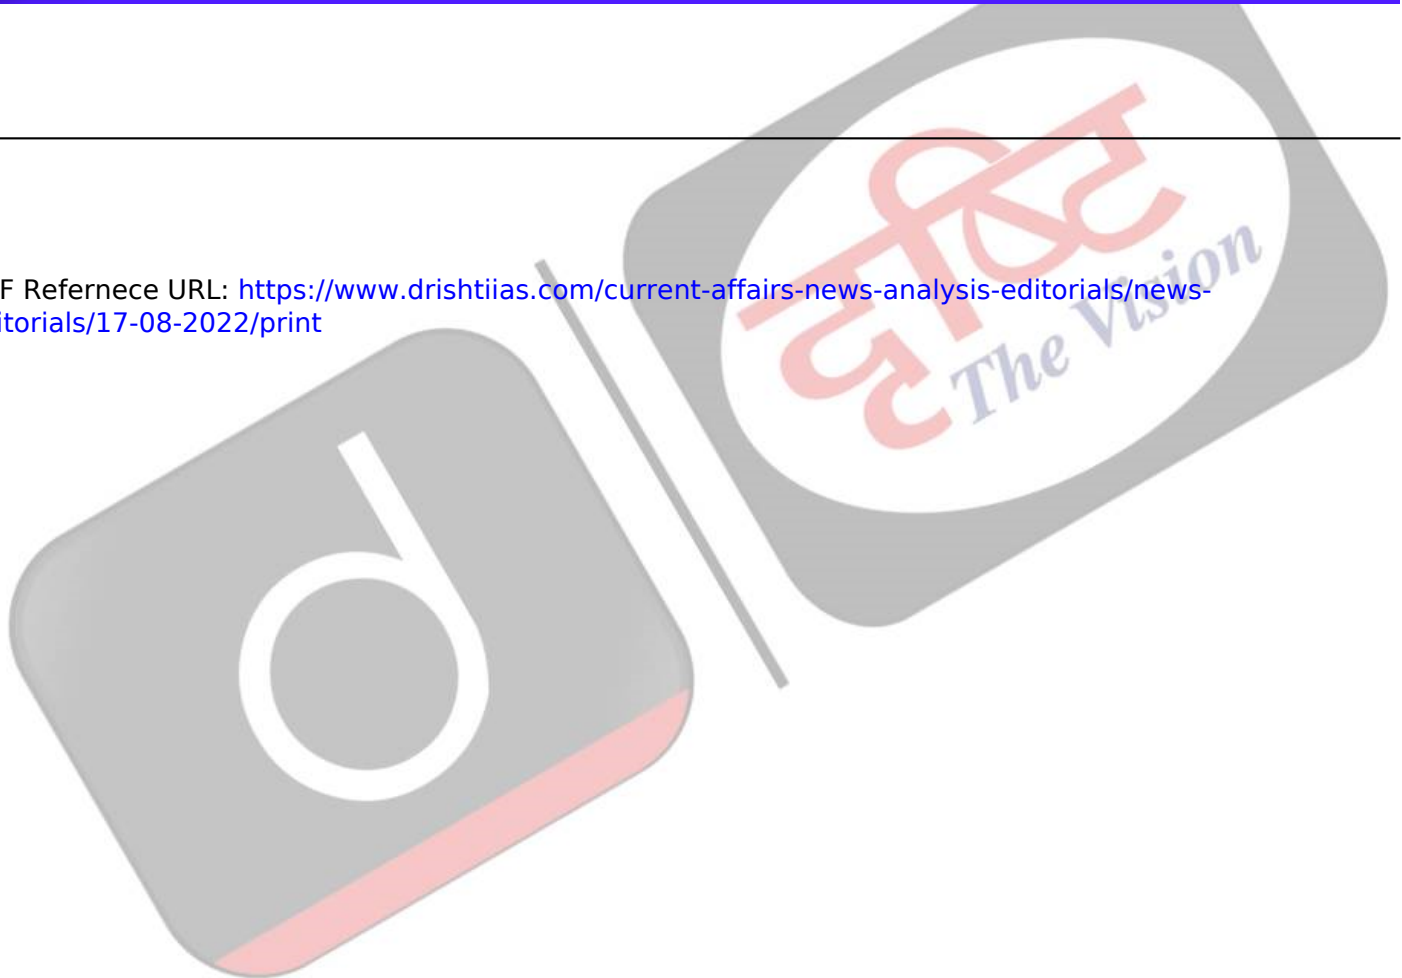 दृष्टि
The Vision
F Refernece URL: https://www.drishtiias.com/current-affairs-news-analysis-editorials/news-
itorials/17-08-2022/print
d